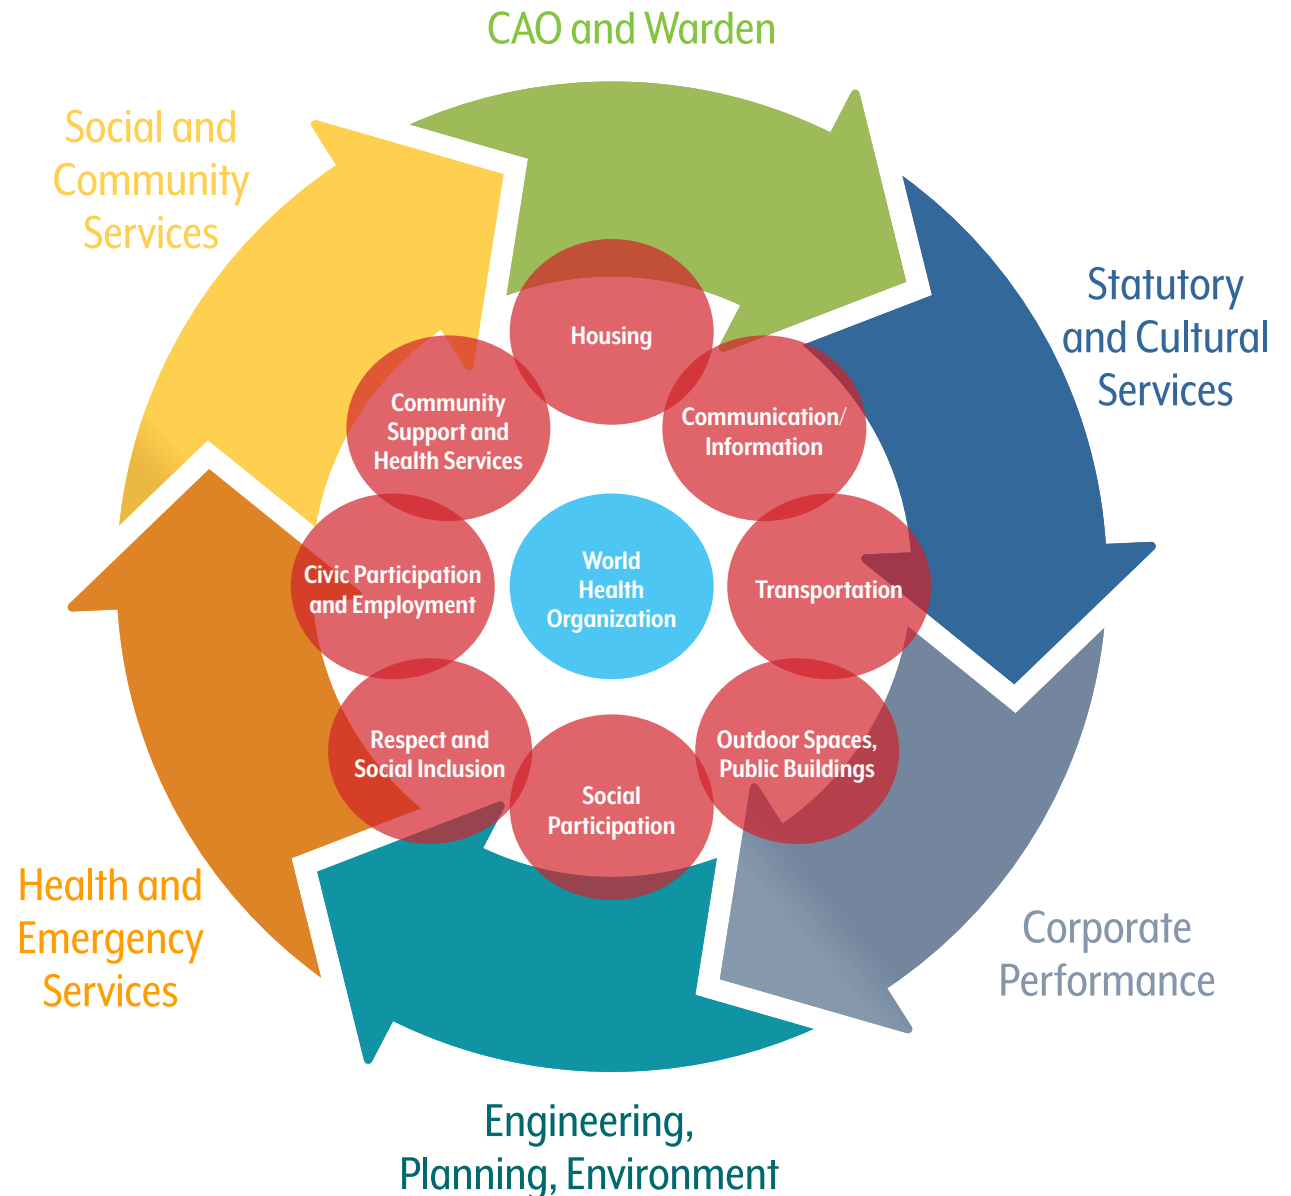 CAO and Warden
Social and
Community
Services
Statutory
and Cultural
Services
Housing
Community
Support and
Health Services
Communication/
Information
Civic Participation
and Employment
World
Health
Organization
Transportation
Respect and
Social Inclusion
Outdoor Spaces,
Public Buildings
Social
Participation
Health and
Emergency
Services
Corporate
Performance
Engineering,
Planning, Environment